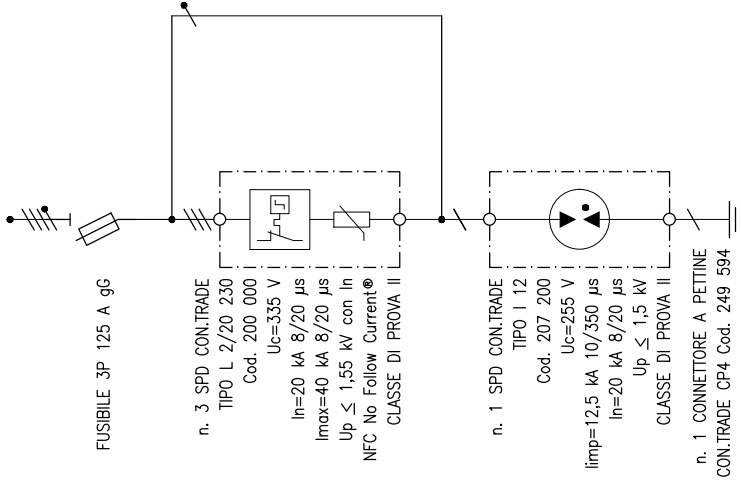 FUSIBILE 3P 125 A gG
n. 3 SPD CON.TRADE
TIPO L 2/20 230
Cod. 200 000
Uc=335 V
In=20 kA 8/20 μs
Imax=40 kA 8/20 μs
Up ≤ 1,55 kV con In
NFC No Follow Current®
CLASSE DI PROVA II
n. 1 SPD CON.TRADE
TIPO I 12
Cod. 207 200
Uc=255 V
Iimp=12,5 kA 10/350 μs
In=20 kA 8/20 μs
Up ≤ 1,5 kV
CLASSE DI PROVA II
n. 1 CONNETTORE A PETTINE
CON.TRADE CP4 Cod. 249 594